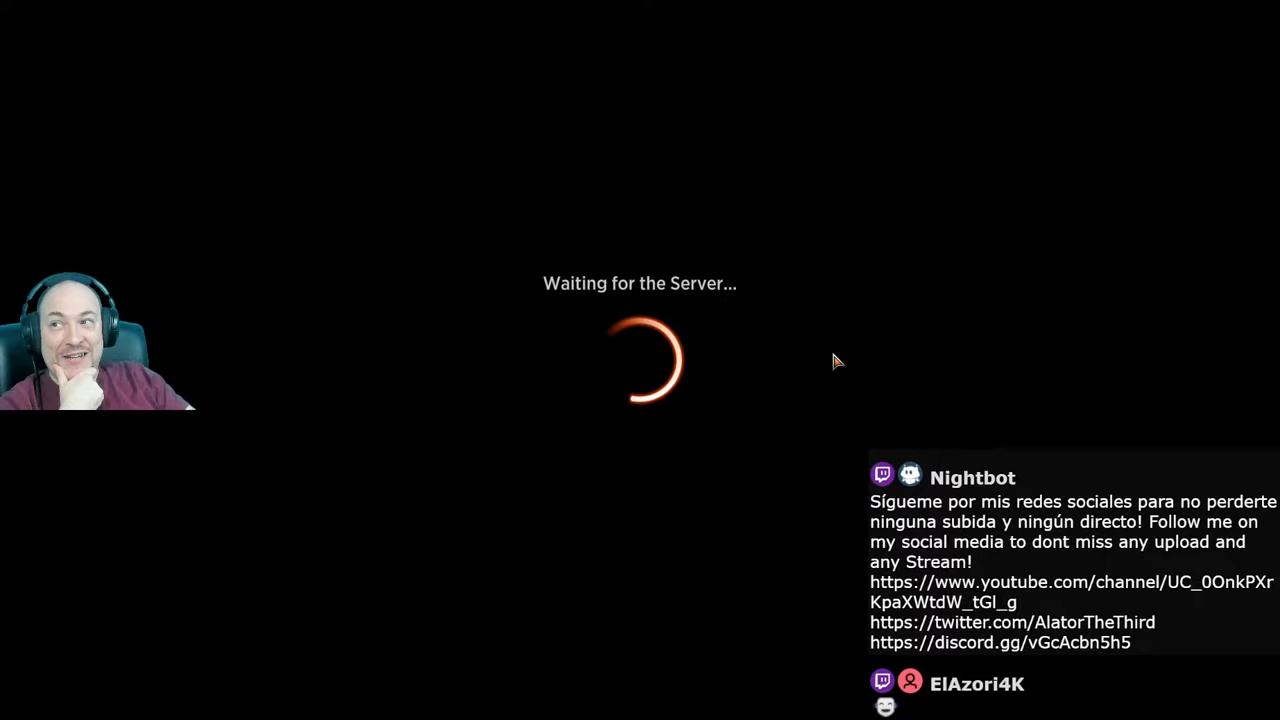 Waiting for the Server...
Nightbot
Sígueme por mis redes sociales para no perderte
ninguna subida y ningún directo! Follow me on
my social media to dont miss any upload and
any Stream!
https://www.youtube.com/channel/UC_0OnkPXr
KpaXWtdW_tGl_g
https://twitter.com/AlatorTheThird
https://discord.gg/vGcAcbn5h5
ElAzori4K